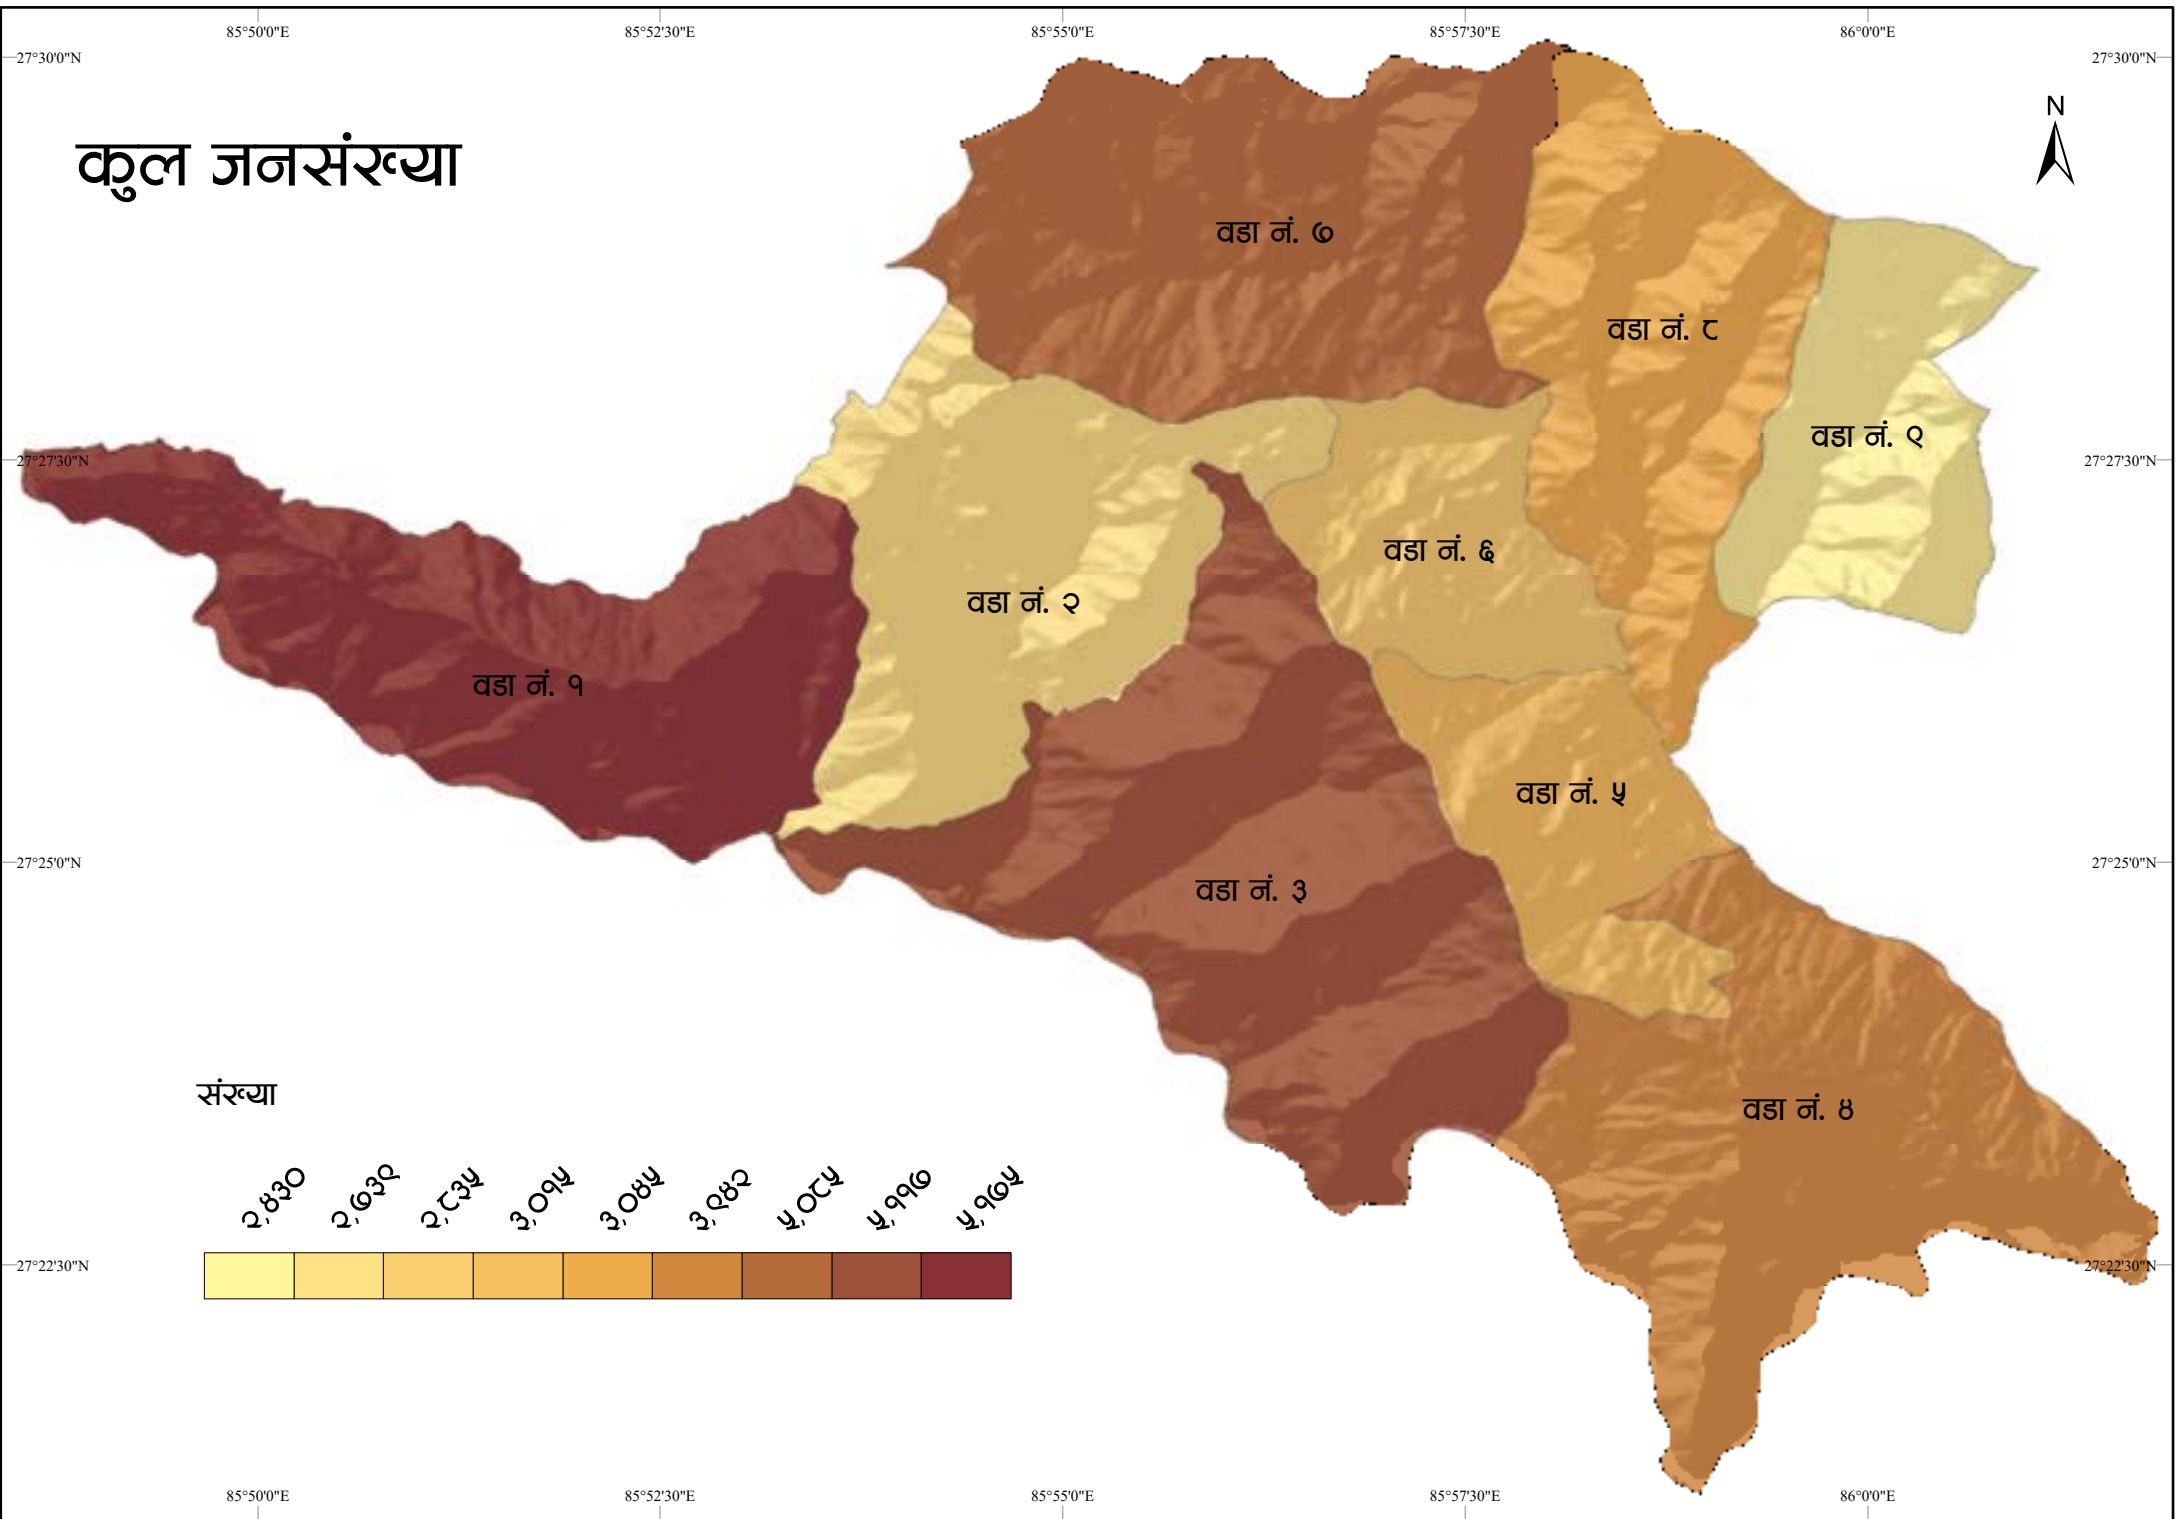 85°50'0"E 85°52'30"E 85°55'0"E 85°57'30"E 86°0'0"E
27°30'0"N 27°30'0"N
N
कुल जनसंख्या
वडा नं. ७
वडा नं. ८
वडा नं. ९
27°27'30"N 27°27'30"N
वडा नं. ६
वडा नं. २
वडा नं. १
वडा नं. ५
27°25'0"N 27°25'0"N
वडा नं. ३
संख्या
वडा नं. ४
२,४३० २,७३९ २,८३५ ३,०१५ ३,०४५ ३,९४२ ५,०८५ ५,११७ ५,१७५
27°22'30"N 27°22'30"N
85°50'0"E 85°52'30"E 85°55'0"E 85°57'30"E 86°0'0"E